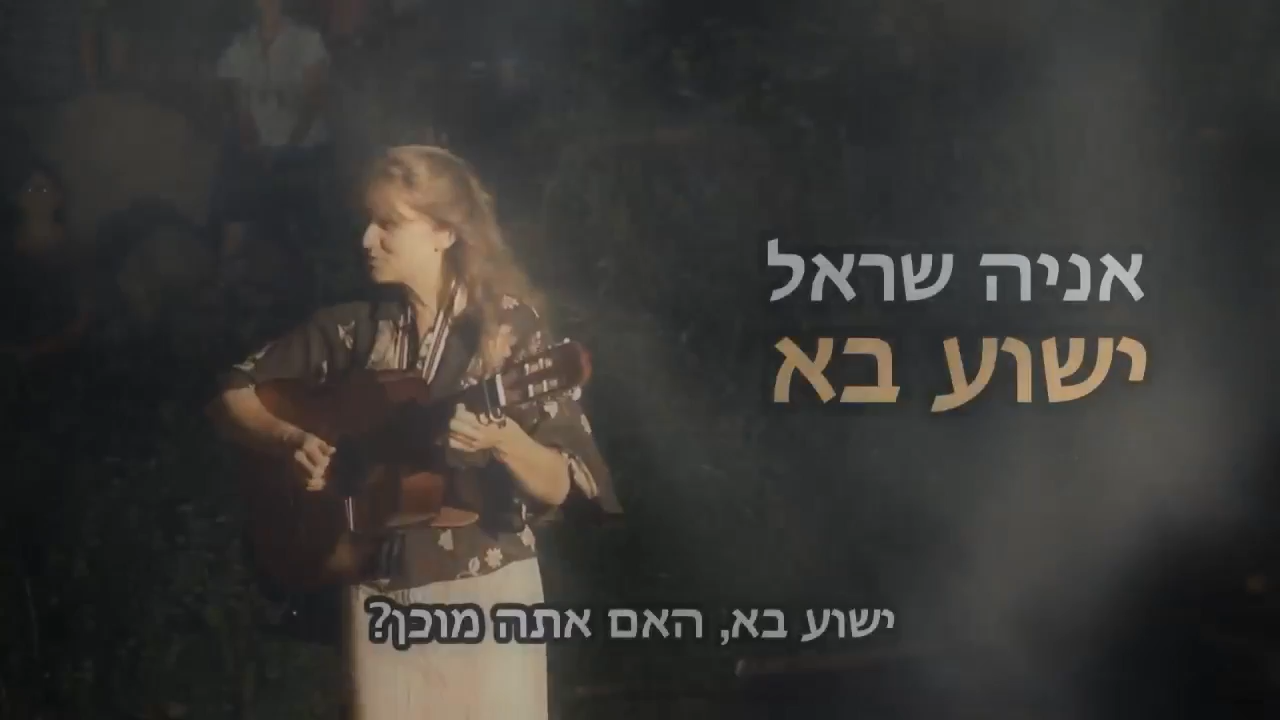 אניה שראל
ישוע בא
ישוע בא, האם אתה מוכן?